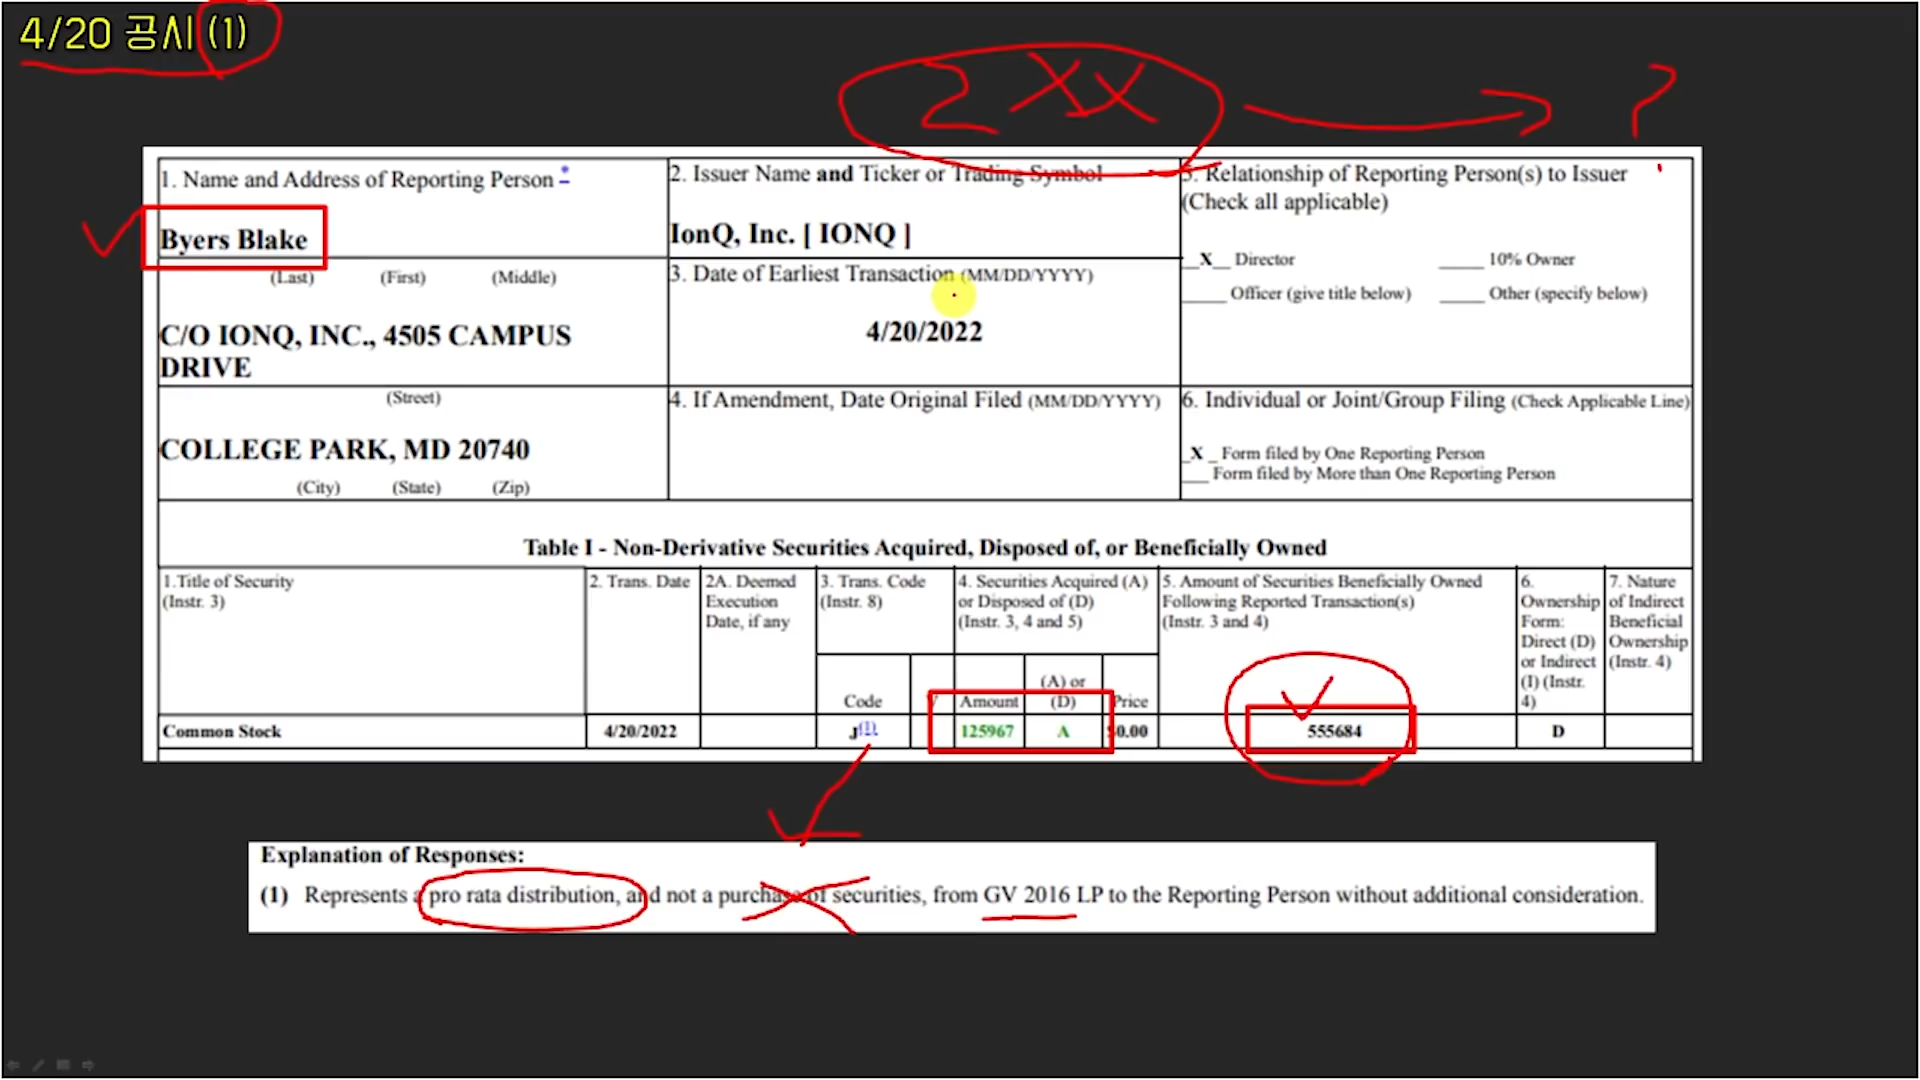 4/20 공시 (1)
2 XX → ?
1. Name and Address of Reporting Person *
Byers Blake
(Last) (First) (Middle)
C/O IONQ, INC., 4505 CAMPUS
DRIVE
(Street)
COLLEGE PARK, MD 20740
(City) (State) (Zip)
2. Issuer Name and Ticker or Trading Symbol
IonQ, Inc. [ IONQ ]
3. Date of Earliest Transaction (MM/DD/YYYY)
4/20/2022
4. If Amendment, Date Original Filed (MM/DD/YYYY)
5. Relationship of Reporting Person(s) to Issuer
(Check all applicable)
__X__ Director _____ 10% Owner
_____ Officer (give title below) _____ Other (specify below)
6. Individual or Joint/Group Filing (Check Applicable Line)
_X_ Form filed by One Reporting Person
___ Form filed by More than One Reporting Person
Table I - Non-Derivative Securities Acquired, Disposed of, or Beneficially Owned
1.Title of Security
(Instr. 3)
2. Trans. Date
2A. Deemed
Execution
Date, if any
3. Trans. Code
(Instr. 8)
4. Securities Acquired (A)
or Disposed of (D)
(Instr. 3, 4 and 5)
5. Amount of Securities Beneficially Owned
Following Reported Transaction(s)
(Instr. 3 and 4)
6.
Ownership
Form:
Direct (D)
or Indirect
(I) (Instr.
4)
7. Nature
of Indirect
Beneficial
Ownership
(Instr. 4)
Code V Amount (A) or (D) Price
Common Stock 4/20/2022 J(1) 125967 A $0.00 555684 D
Explanation of Responses:
(1) Represents a pro rata distribution, and not a purchase of securities, from GV 2016 LP to the Reporting Person without additional consideration.